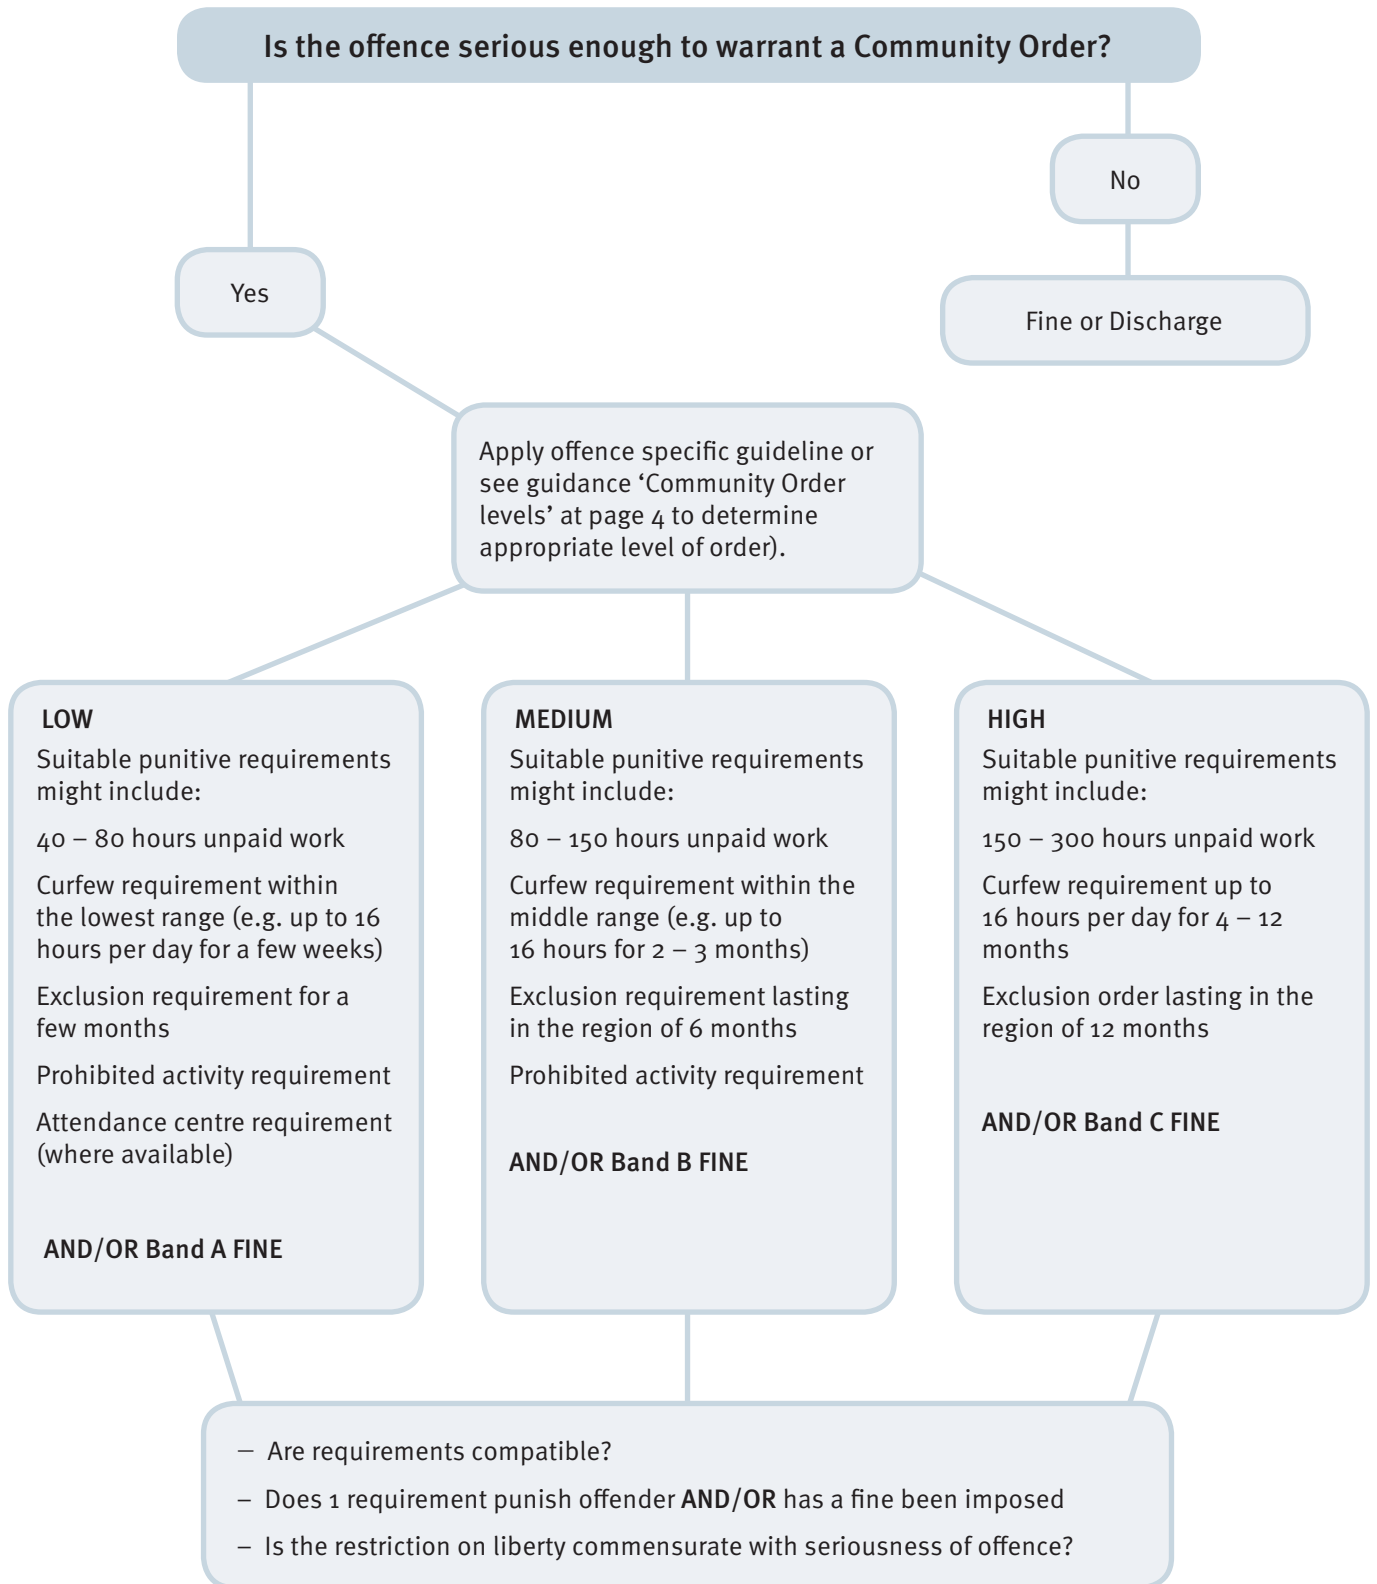 Is the offence serious enough to warrant a Community Order?
No
Yes
Fine or Discharge
Apply offence specific guideline or
see guidance ‘Community Order
levels’ at page 4 to determine
appropriate level of order).
LOW
Suitable punitive requirements
might include:
40 – 80 hours unpaid work
Curfew requirement within
the lowest range (e.g. up to 16
hours per day for a few weeks)
Exclusion requirement for a
few months
Prohibited activity requirement
Attendance centre requirement
(where available)
AND/OR Band A FINE
MEDIUM
Suitable punitive requirements
might include:
80 – 150 hours unpaid work
Curfew requirement within the
middle range (e.g. up to
16 hours for 2 – 3 months)
Exclusion requirement lasting
in the region of 6 months
Prohibited activity requirement
AND/OR Band B FINE
HIGH
Suitable punitive requirements
might include:
150 – 300 hours unpaid work
Curfew requirement up to
16 hours per day for 4 – 12
months
Exclusion order lasting in the
region of 12 months
AND/OR Band C FINE
– Are requirements compatible?
– Does 1 requirement punish offender AND/OR has a fine been imposed
– Is the restriction on liberty commensurate with seriousness of offence?